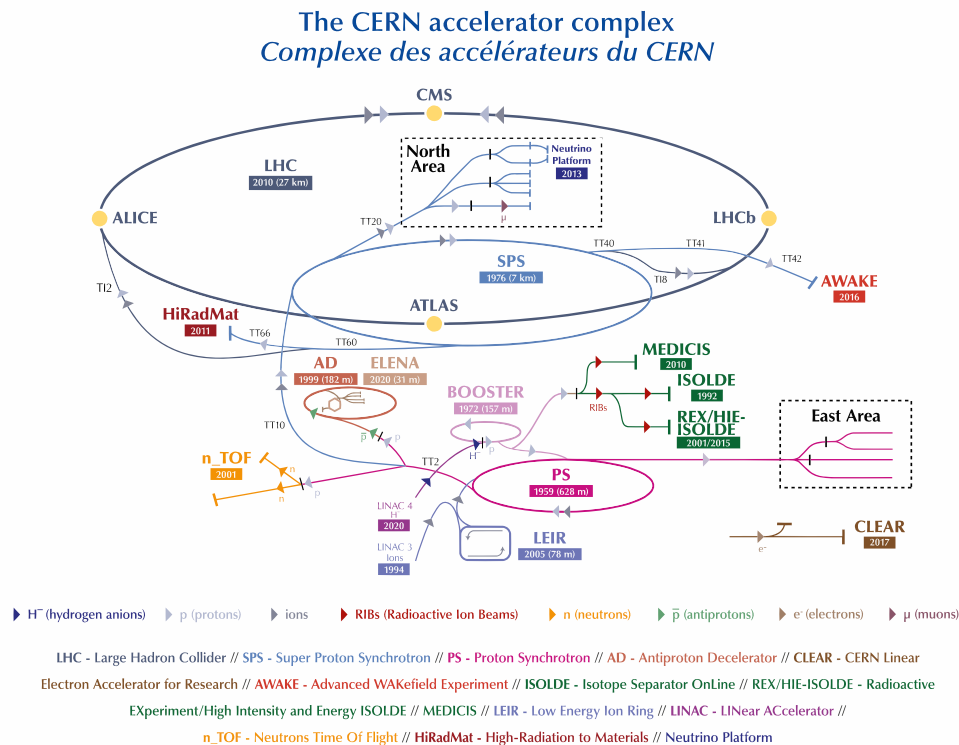 The CERN accelerator complex
Complexe des accélérateurs du CERN
CMS
North
Area
Neutrino
Platform
2013
LHC
2010 (27 km)
μ
ALICE
LHCb
TT20
TT40
TT41
TT42
SPS
1976 (7 km)
TI8
AWAKE
2016
TI2
ATLAS
HiRadMat
2011
TT66
TT60
MEDICIS
2010
AD
1999 (182 m)
ELENA
2020 (31 m)
ISOLDE
1992
BOOSTER
1972 (157 m)
RIBs
REX/HIE-
ISOLDE
2001/2015
East Area
TT10
p̅
p
H⁻
p
n_TOF
2001
n
n
p
TT2
PS
1959 (628 m)
LINAC 4
H⁻
2020
LEIR
2005 (78 m)
LINAC 3
Ions
1994
e⁻
CLEAR
2017
H⁻ (hydrogen anions)
p (protons)
ions
RIBs (Radioactive Ion Beams)
n (neutrons)
p̅ (antiprotons)
e⁻ (electrons)
μ (muons)
LHC - Large Hadron Collider // SPS - Super Proton Synchrotron // PS - Proton Synchrotron // AD - Antiproton Decelerator // CLEAR - CERN Linear
Electron Accelerator for Research // AWAKE - Advanced WAKefield Experiment // ISOLDE - Isotope Separator OnLine // REX/HIE-ISOLDE - Radioactive
EXperiment/High Intensity and Energy ISOLDE // MEDICIS // LEIR - Low Energy Ion Ring // LINAC - LINear ACcelerator //
n_TOF - Neutrons Time Of Flight // HiRadMat - High-Radiation to Materials // Neutrino Platform